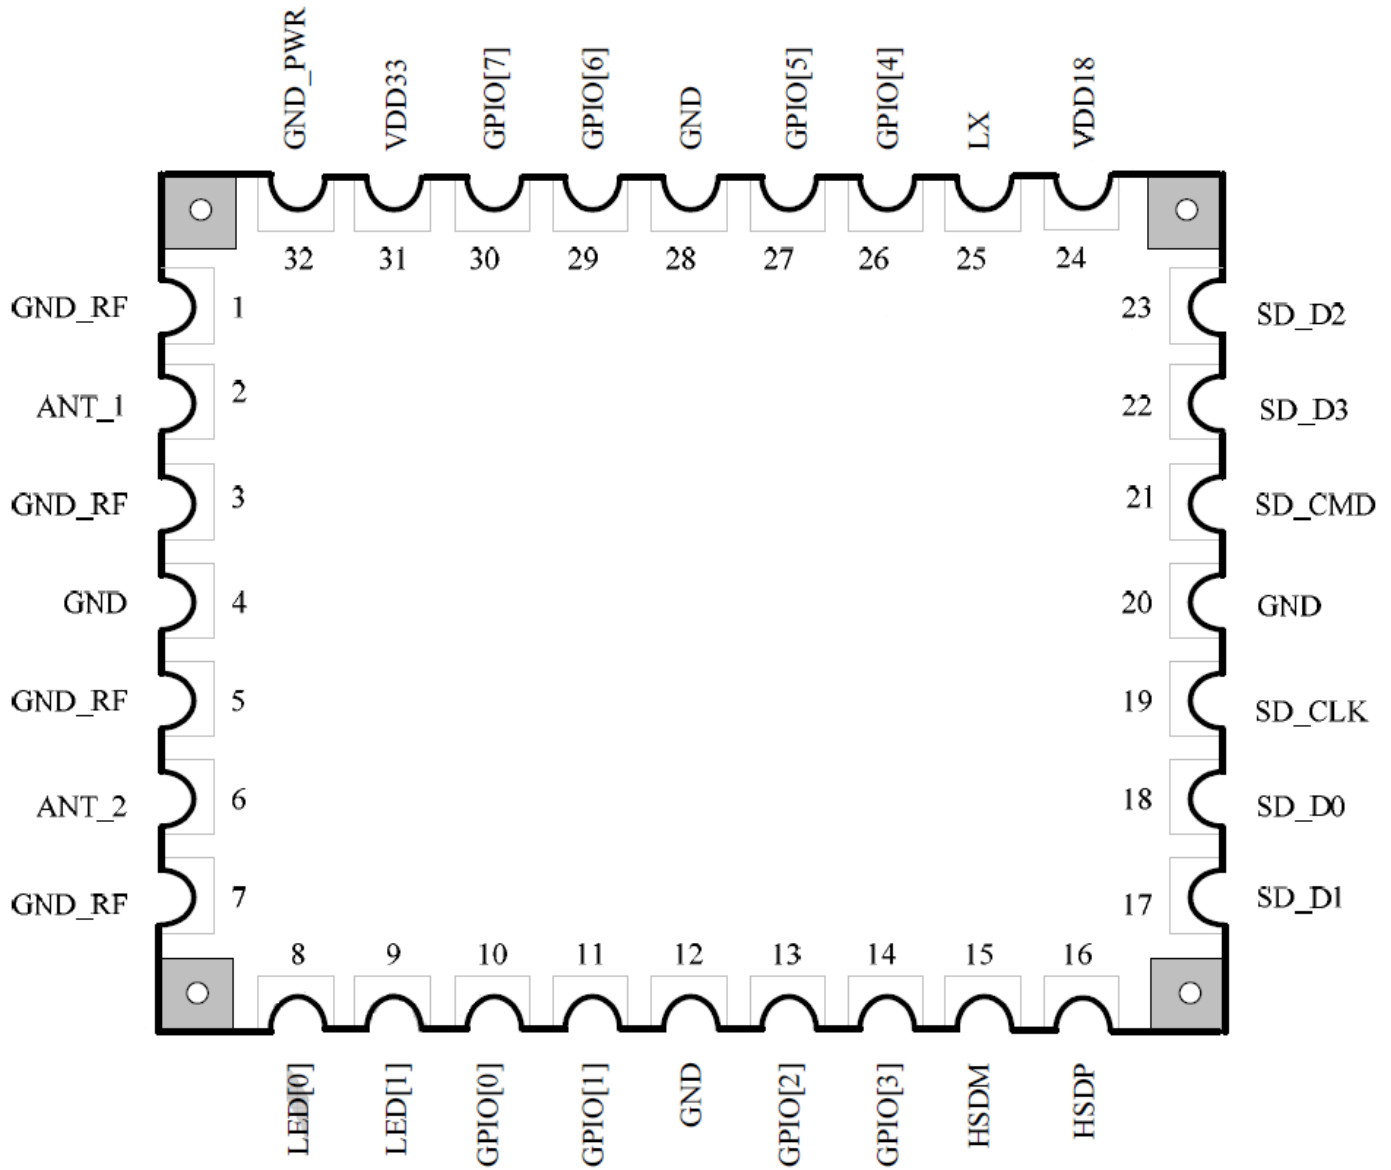 GND_PWR
VDD33
GPIO[7]
GPIO[6]
GND
GPIO[5]
GPIO[4]
LX
VDD18
32
31
30
29
28
27
26
25
24
GND_RF
1
23
SD_D2
ANT_1
2
22
SD_D3
GND_RF
3
21
SD_CMD
GND
4
20
GND
GND_RF
5
19
SD_CLK
ANT_2
6
18
SD_D0
GND_RF
7
17
SD_D1
8
9
10
11
12
13
14
15
16
LED[0]
LED[1]
GPIO[0]
GPIO[1]
GND
GPIO[2]
GPIO[3]
HSDM
HSDP